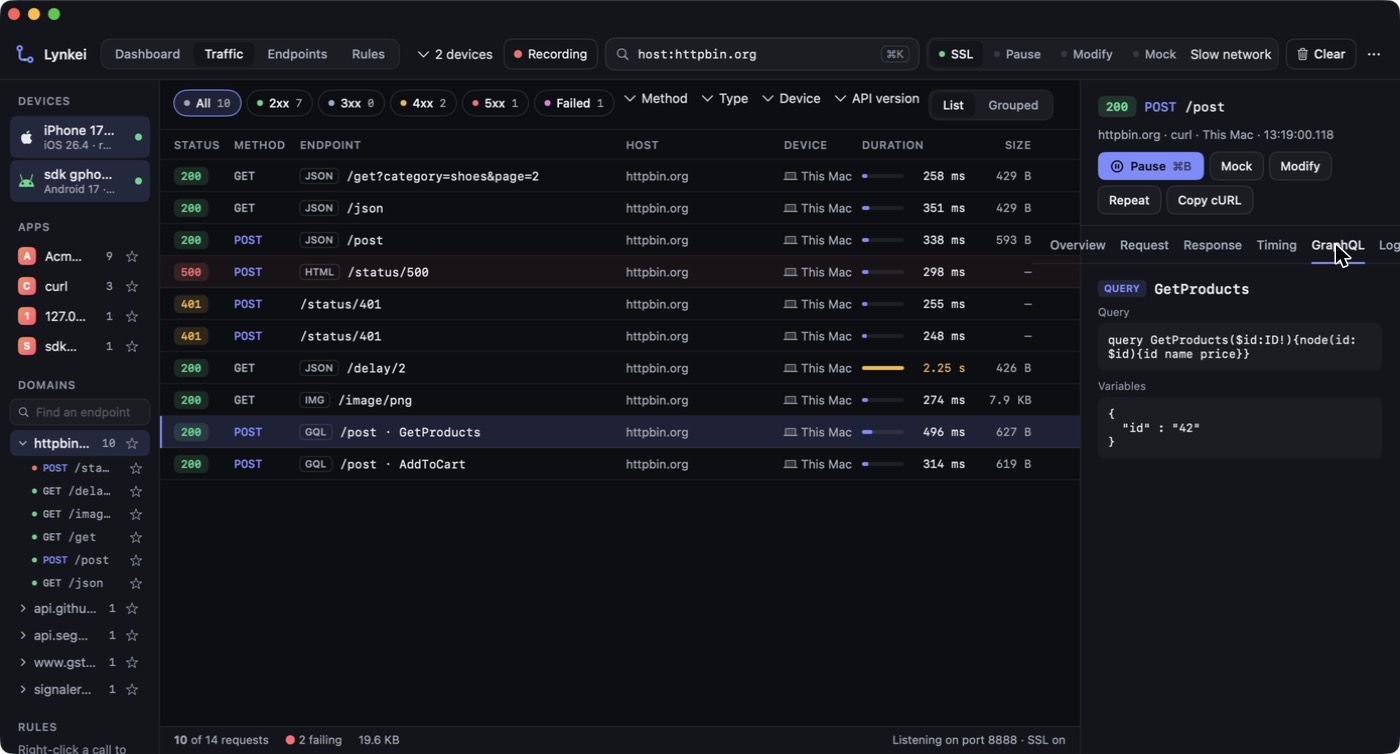 Lynkei
Dashboard Traffic Endpoints Rules
2 devices
Recording
host:httpbin.org ⌘K
SSL Pause Modify Mock Slow network
Clear
DEVICES
iPhone 17...
iOS 26.4 · r...
sdk gpho...
Android 17 ·...
APPS
A Acm... 9
C curl 3
1 127.0... 1
S sdk... 1
DOMAINS
Find an endpoint
httpbin... 10
POST /sta...
GET /dela...
GET /imag...
GET /get
POST /post
GET /json
api.githu... 1
api.seg... 1
www.gst... 1
signaler... 1
RULES
Right-click a call to
All 10 2xx 7 3xx 0 4xx 2 5xx 1 Failed 1 Method Type Device API version List Grouped
STATUS METHOD ENDPOINT HOST DEVICE DURATION SIZE
200 GET JSON /get?category=shoes&page=2 httpbin.org This Mac 258 ms 429 B
200 GET JSON /json httpbin.org This Mac 351 ms 429 B
200 POST JSON /post httpbin.org This Mac 338 ms 593 B
500 POST HTML /status/500 httpbin.org This Mac 298 ms —
401 POST /status/401 httpbin.org This Mac 255 ms —
401 POST /status/401 httpbin.org This Mac 248 ms —
200 GET JSON /delay/2 httpbin.org This Mac 2.25 s 426 B
200 GET IMG /image/png httpbin.org This Mac 274 ms 7.9 KB
200 POST GQL /post · GetProducts httpbin.org This Mac 496 ms 627 B
200 POST GQL /post · AddToCart httpbin.org This Mac 314 ms 619 B
10 of 14 requests 2 failing 19.6 KB
Listening on port 8888 · SSL on
200 POST /post
httpbin.org · curl · This Mac · 13:19:00.118
Pause ⌘B Mock Modify
Repeat Copy cURL
Overview Request Response Timing GraphQL Log
QUERY GetProducts
Query
query GetProducts($id:ID!){node(id:
$id){id name price}}
Variables
{
"id" : "42"
}